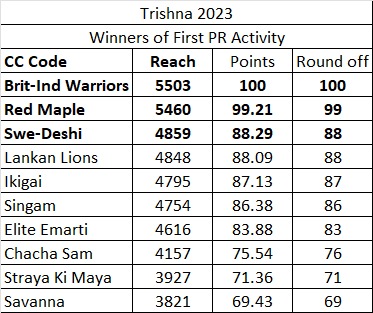 Trishna 2023
Winners of First PR Activity
CC Code Reach Points Round off
Brit-Ind Warriors 5503 100 100
Red Maple 5460 99.21 99
Swe-Deshi 4859 88.29 88
Lankan Lions 4848 88.09 88
Ikigai 4795 87.13 87
Singam 4754 86.38 86
Elite Emarti 4616 83.88 83
Chacha Sam 4157 75.54 76
Straya Ki Maya 3927 71.36 71
Savanna 3821 69.43 69